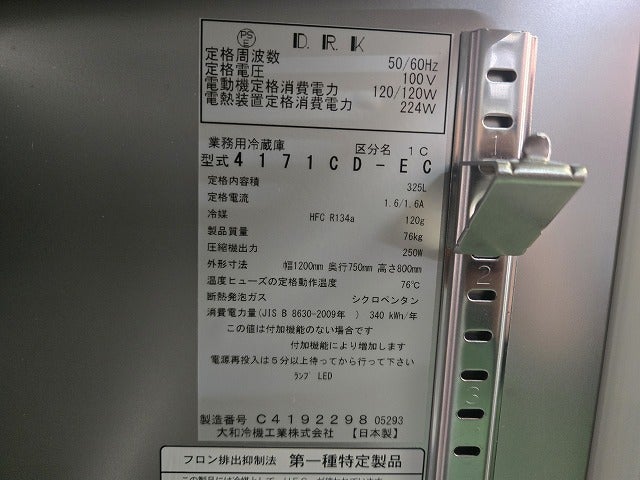 PS E D.R.K
定格周波数 50/60Hz
定格電圧 100V
電動機定格消費電力 120/120W
電熱装置定格消費電力 224W
業務用冷蔵庫 区分名 1C
型式 4171CD-EC
定格内容積 325L
定格電流 1.6/1.6A
冷媒 HFC R134a 120g
製品質量 76kg
圧縮機出力 250W
外形寸法 幅1200mm 奥行750mm 高さ800mm
温度ヒューズの定格動作温度 76℃
断熱発泡ガス シクロペンタン
消費電力量(JIS B 8630-2009年 ) 340 kWh/年
この値は付加機能のない場合です
付加機能により増加します
電源再投入は5分以上待ってから行って下さい
ランプ LED
製造番号 C4192298 05293
大和冷機工業株式会社 【日本製】
フロン排出抑制法 第一種特定製品
1
2
3